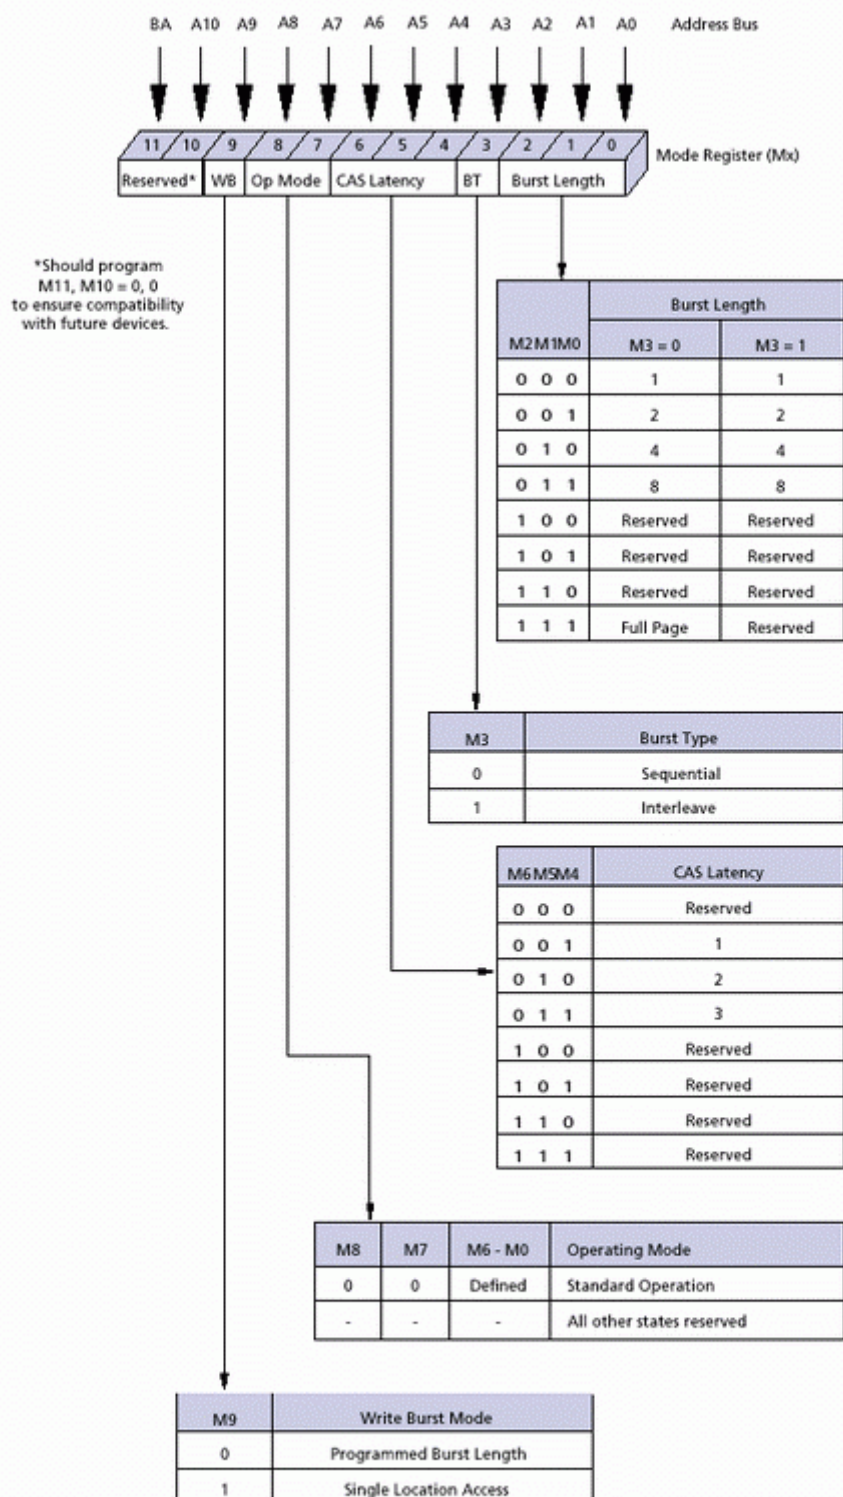 BA A10 A9 A8 A7 A6 A5 A4 A3 A2 A1 A0 Address Bus
11 10 9 8 7 6 5 4 3 2 1 0
Mode Register (Mx)
Reserved* WB Op Mode CAS Latency BT Burst Length
*Should program
M11, M10 = 0, 0
to ensure compatibility
with future devices.
Burst Length
M2 M1 M0 M3 = 0 M3 = 1
0 0 0 1 1
0 0 1 2 2
0 1 0 4 4
0 1 1 8 8
1 0 0 Reserved Reserved
1 0 1 Reserved Reserved
1 1 0 Reserved Reserved
1 1 1 Full Page Reserved
M3 Burst Type
0 Sequential
1 Interleave
M6 M5 M4 CAS Latency
0 0 0 Reserved
0 0 1 1
0 1 0 2
0 1 1 3
1 0 0 Reserved
1 0 1 Reserved
1 1 0 Reserved
1 1 1 Reserved
M8 M7 M6 - M0 Operating Mode
0 0 Defined Standard Operation
- - - All other states reserved
M9 Write Burst Mode
0 Programmed Burst Length
1 Single Location Access